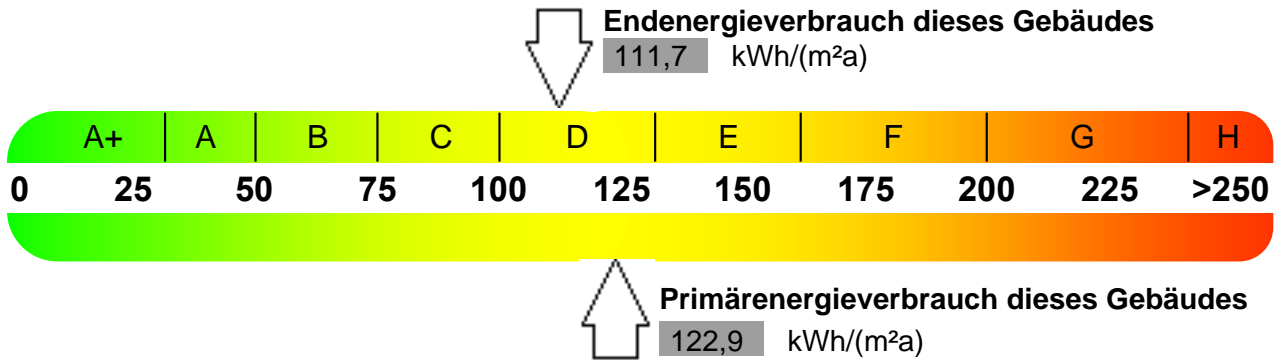 Endenergieverbrauch dieses Gebäudes
111,7 kWh/(m²a)
A+ A B C D E F G H
0 25 50 75 100 125 150 175 200 225 >250
Primärenergieverbrauch dieses Gebäudes
122,9 kWh/(m²a)